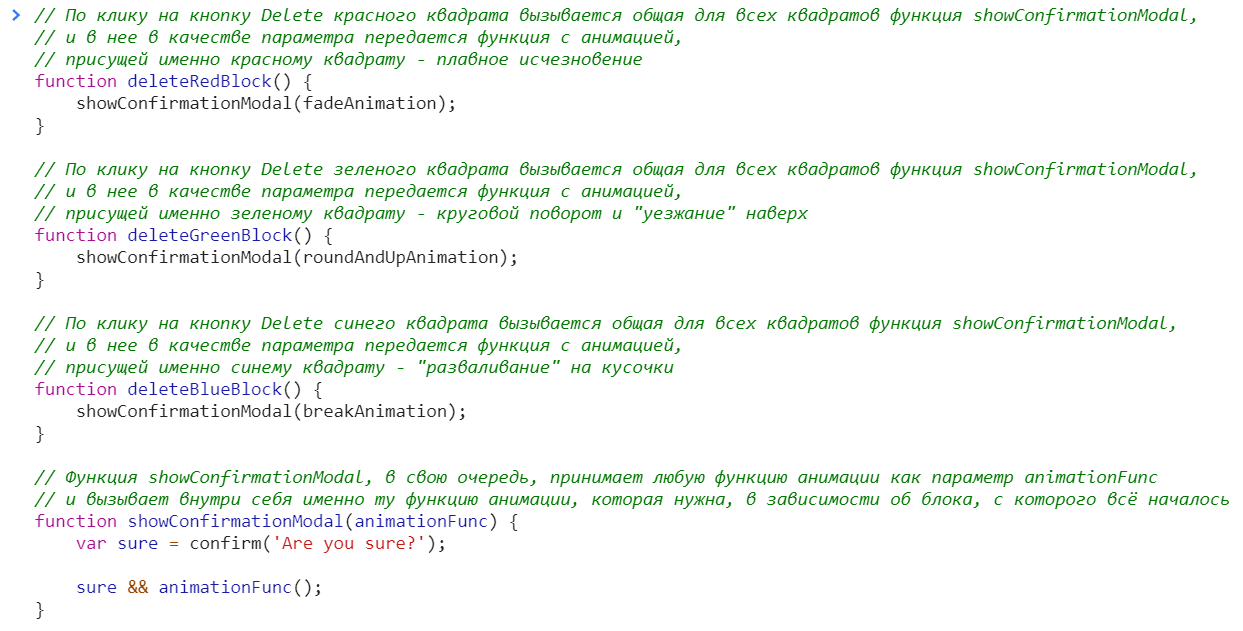 // По клику на кнопку Delete красного квадрата вызывается общая для всех квадратов функция showConfirmationModal,
// и в нее в качестве параметра передается функция с анимацией,
// присущей именно красному квадрату - плавное исчезновение
function deleteRedBlock() {
    showConfirmationModal(fadeAnimation);
}
// По клику на кнопку Delete зеленого квадрата вызывается общая для всех квадратов функция showConfirmationModal,
// и в нее в качестве параметра передается функция с анимацией,
// присущей именно зеленому квадрату - круговой поворот и "уезжание" наверх
function deleteGreenBlock() {
    showConfirmationModal(roundAndUpAnimation);
}
// По клику на кнопку Delete синего квадрата вызывается общая для всех квадратов функция showConfirmationModal,
// и в нее в качестве параметра передается функция с анимацией,
// присущей именно синему квадрату - "разваливание" на кусочки
function deleteBlueBlock() {
    showConfirmationModal(breakAnimation);
}
// Функция showConfirmationModal, в свою очередь, принимает любую функцию анимации как параметр animationFunc
// и вызывает внутри себя именно ту функцию анимации, которая нужна, в зависимости об блока, с которого всё началось
function showConfirmationModal(animationFunc) {
    var sure = confirm('Are you sure?');
    sure && animationFunc();
}